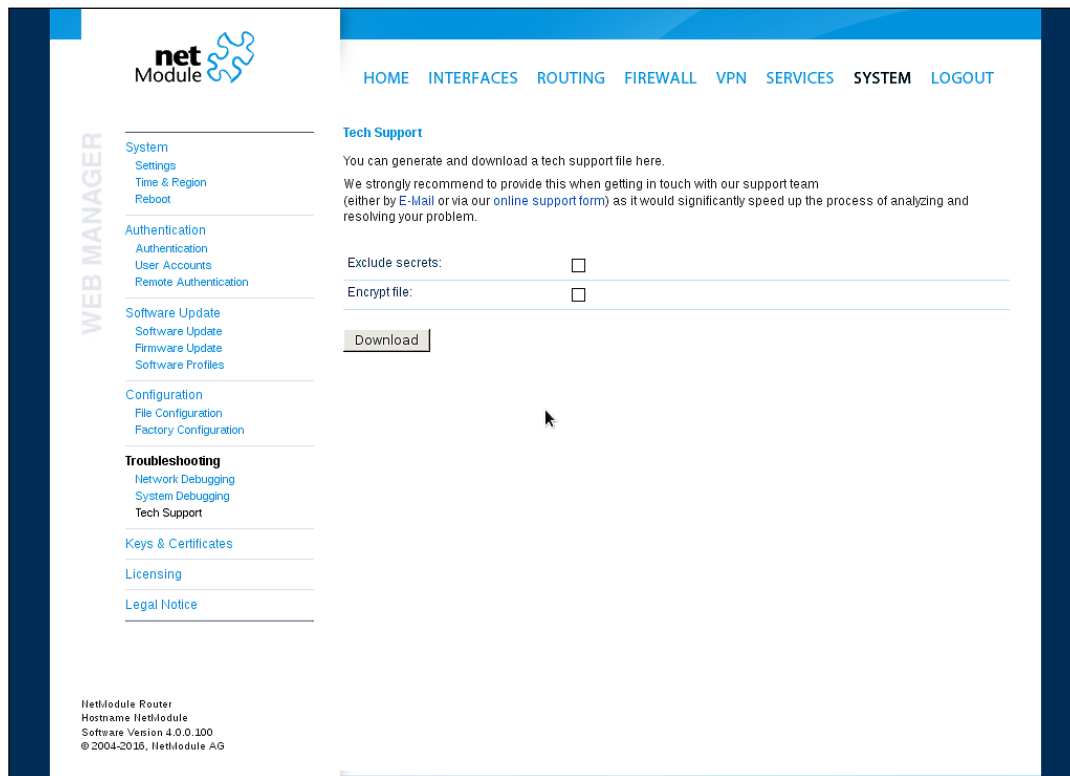 net
Module
HOME INTERFACES ROUTING FIREWALL VPN SERVICES SYSTEM LOGOUT
WEB MANAGER
System
Settings
Time & Region
Reboot
Authentication
Authentication
User Accounts
Remote Authentication
Software Update
Software Update
Firmware Update
Software Profiles
Configuration
File Configuration
Factory Configuration
Troubleshooting
Network Debugging
System Debugging
Tech Support
Keys & Certificates
Licensing
Legal Notice
Tech Support
You can generate and download a tech support file here.
We strongly recommend to provide this when getting in touch with our support team
(either by E-Mail or via our online support form) as it would significantly speed up the process of analyzing and
resolving your problem.
Exclude secrets:
Encrypt file:
Download
NetModule Router
Hostname NetModule
Software Version 4.0.0.100
© 2004-2016, NetModule AG